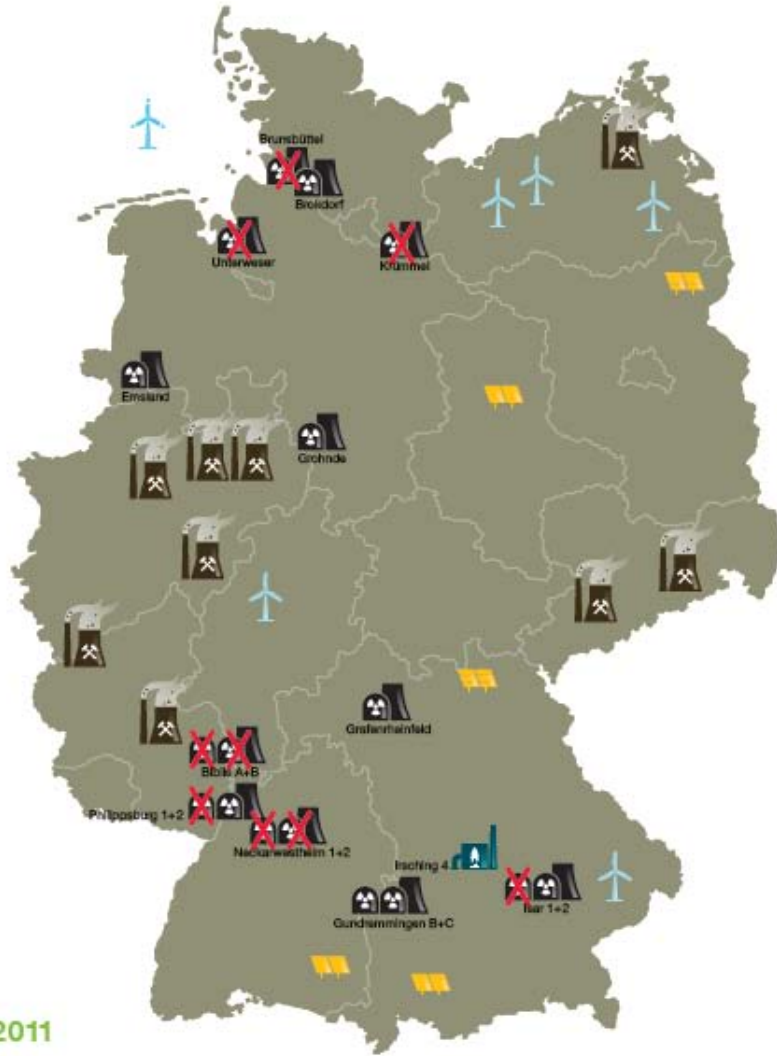 Brunsbüttel
Brokdorf
Unterweser
Krümmel
Emsland
Grohnde
Grafenrheinfeld
Biblis A+B
Philippsburg 1+2
Neckarwestheim 1+2
Irsching 4
Isar 1+2
Gundremmingen B+C
2011